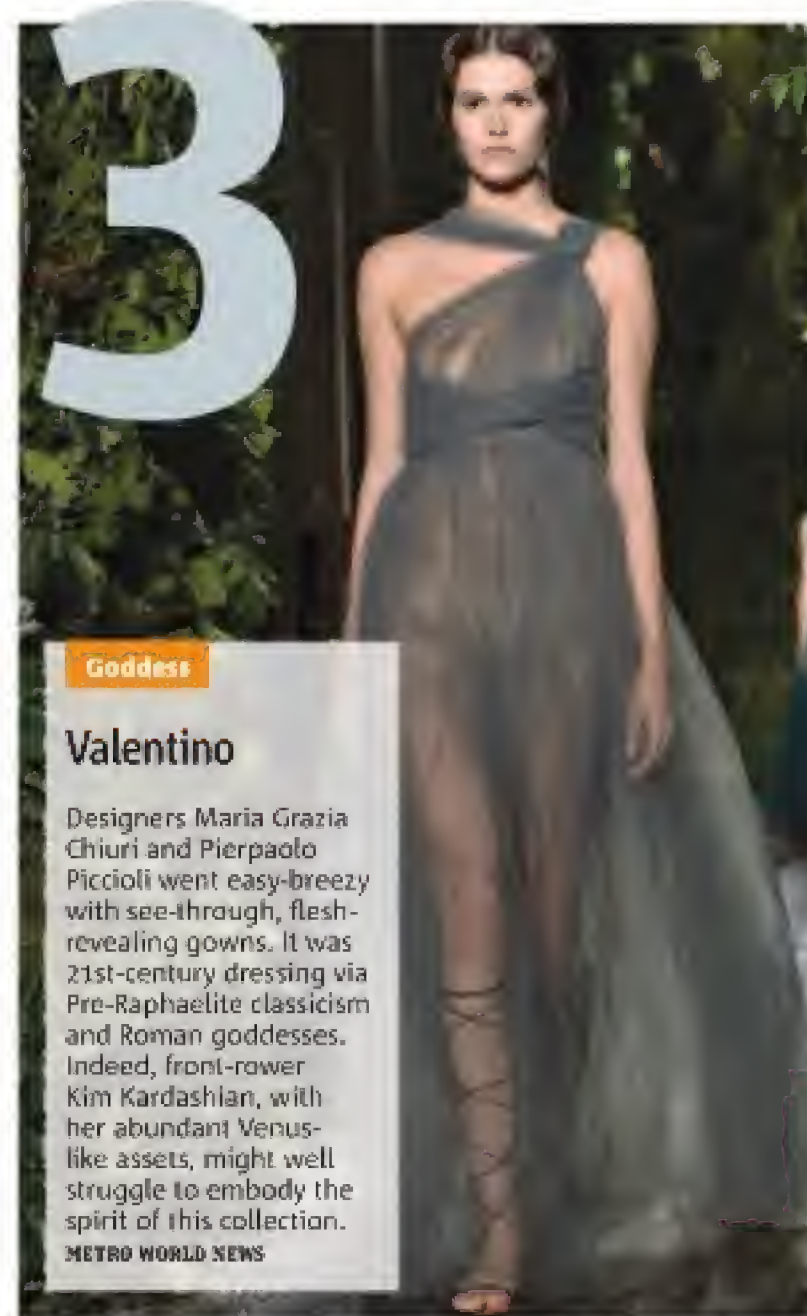 3
Goddess
Valentino
Designers Maria Grazia
Chiuri and Pierpaolo
Piccioli went easy-breezy
with see-through, flesh-
revealing gowns. It was
21st-century dressing via
Pre-Raphaelite classicism
and Roman goddesses.
Indeed, front-rower
Kim Kardashian, with
her abundant Venus-
like assets, might well
struggle to embody the
spirit of this collection.
METRO WORLD NEWS